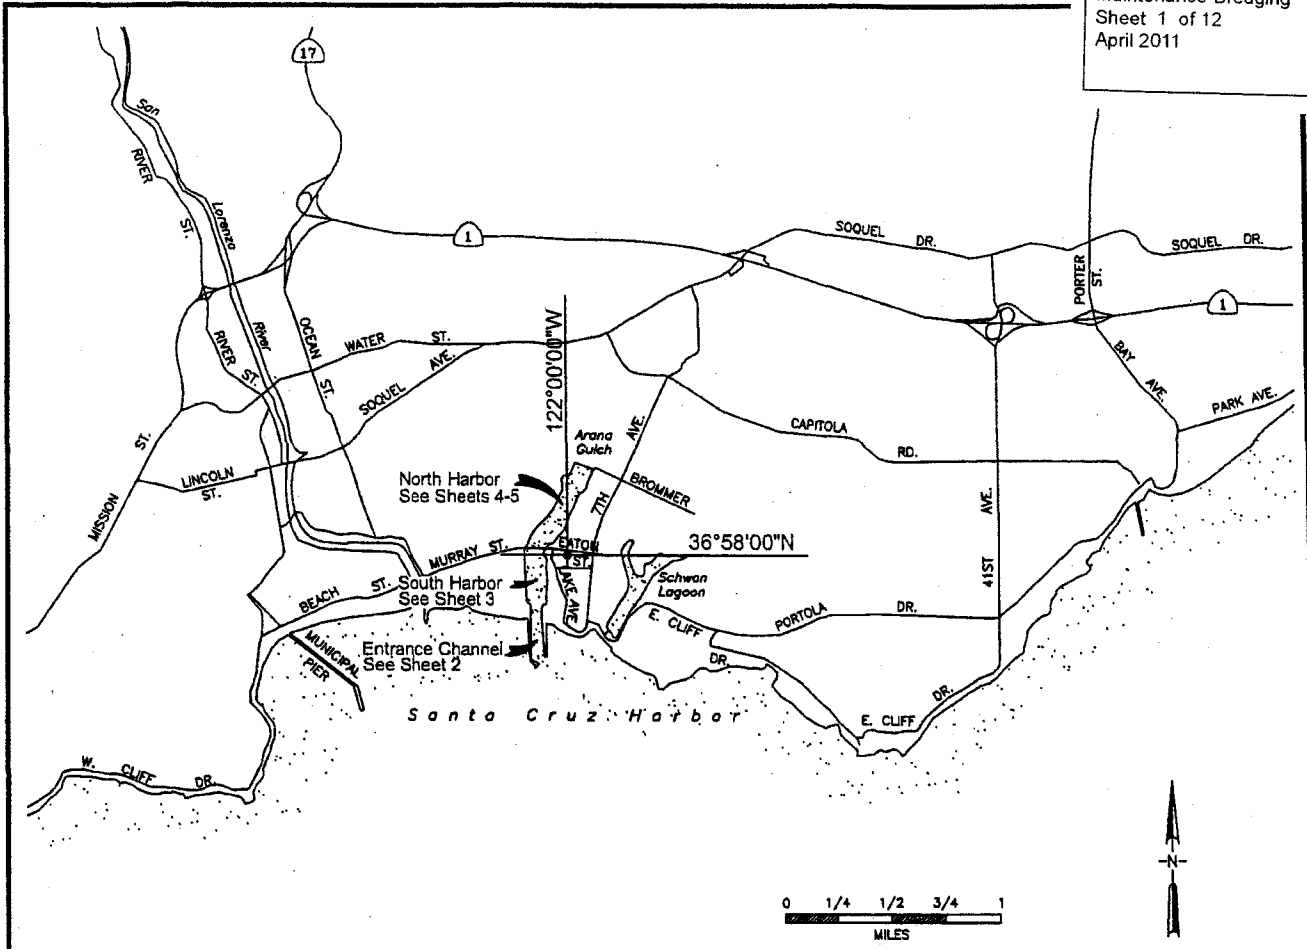 Maintenance Dredging
Sheet 1 of 12
April 2011
17
San
Lorenzo
River
RIVER
ST.
1
SOQUEL DR.
SOQUEL DR.
PORTER
ST.
1
RIVER
ST.
OCEAN
ST.
WATER ST.
SOQUEL AVE.
122°00'00"W
BAY
AVE.
PARK AVE.
CAPITOLA RD.
Arana
Gulch
7TH AVE.
BROMMER
MISSION ST.
LINCOLN
ST.
North Harbor
See Sheets 4-5
41ST AVE.
36°58'00"N
MURRAY ST.
EATON
ST.
LAKE AVE.
Schwan
Lagoon
BEACH ST.
South Harbor
See Sheet 3
E. CLIFF DR.
PORTOLA DR.
MUNICIPAL
PIER
Entrance Channel
See Sheet 2
Santa Cruz Harbor
E. CLIFF DR.
W. CLIFF DR.
N
0 1/4 1/2 3/4 1
MILES